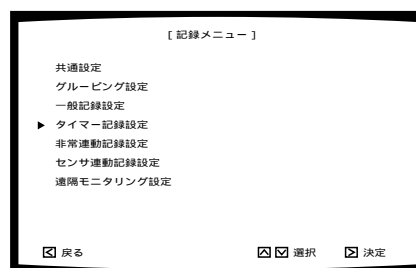 [ 記録メニュー ]
共通設定
グルーピング設定
一般記録設定
▶ タイマー記録設定
非常連動記録設定
センサ連動記録設定
遠隔モニタリング設定
戻る 選択 決定